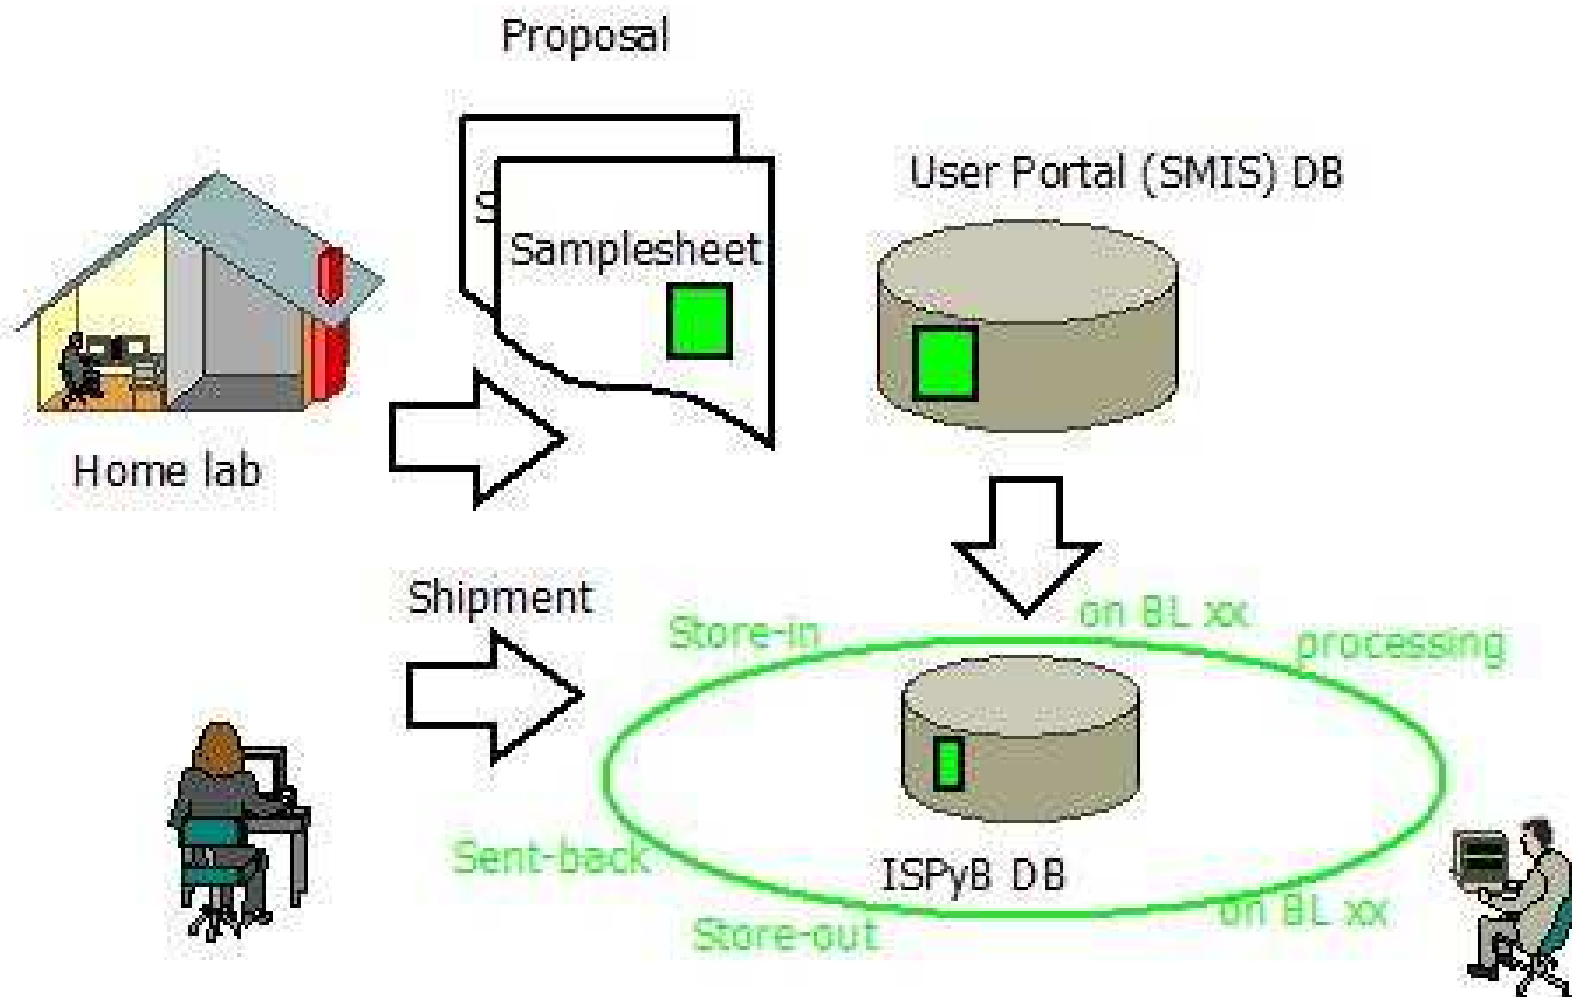 Proposal
User Portal (SMIS) DB
S
Samplesheet
Home lab
Shipment
Store-in
on BL xx
processing
Sent-back
ISPyB DB
on BL xx
Store-out